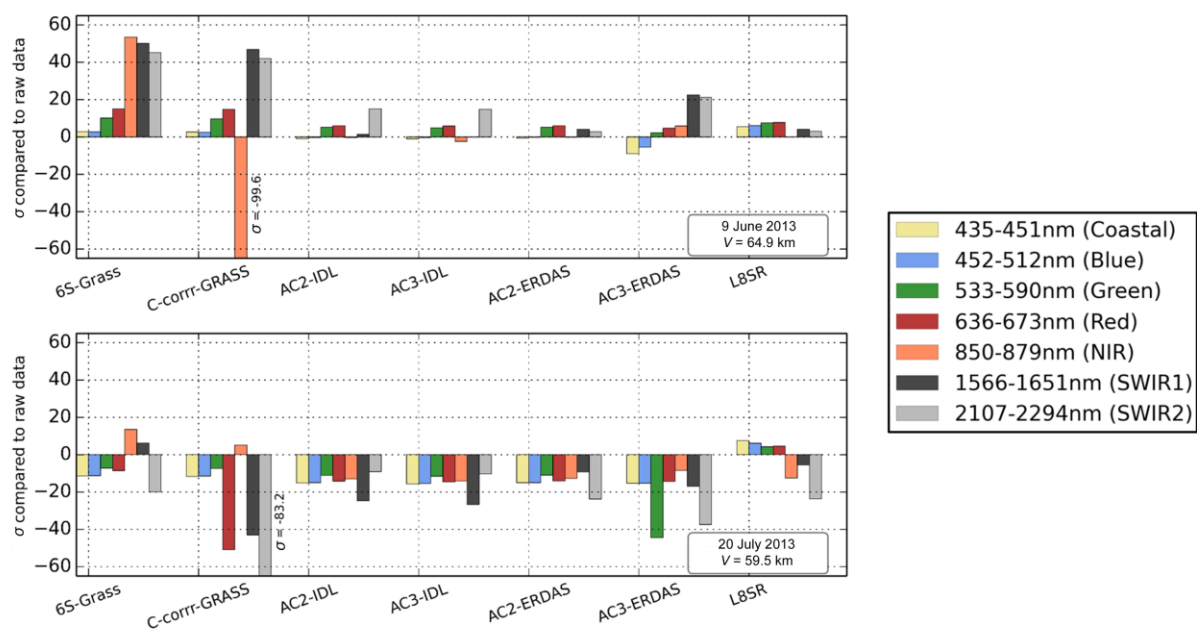 60
40
20
0
−20
−40
−60
σ compared to raw data
σ = -99.6
9 June 2013
V = 64.9 km
6S-Grass
C-corrr-GRASS
AC2-IDL
AC3-IDL
AC2-ERDAS
AC3-ERDAS
L8SR
60
40
20
0
−20
−40
−60
σ compared to raw data
σ = -83.2
20 July 2013
V = 59.5 km
6S-Grass
C-corrr-GRASS
AC2-IDL
AC3-IDL
AC2-ERDAS
AC3-ERDAS
L8SR
435-451nm (Coastal)
452-512nm (Blue)
533-590nm (Green)
636-673nm (Red)
850-879nm (NIR)
1566-1651nm (SWIR1)
2107-2294nm (SWIR2)